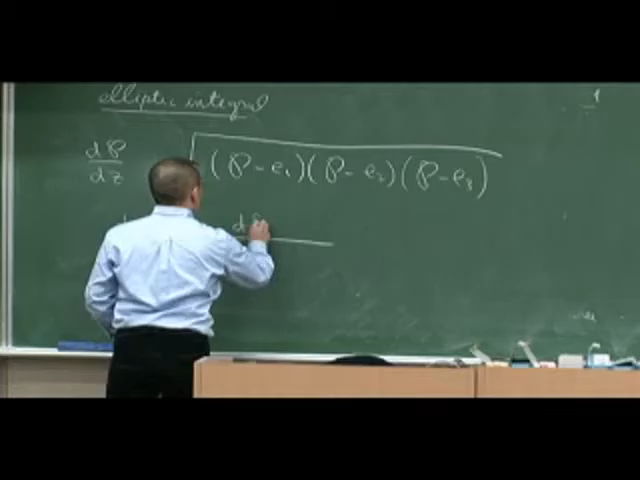 elliptic integral
d℘/dz √(℘ - e₁)(℘ - e₂)(℘ - e₃)
d d℘